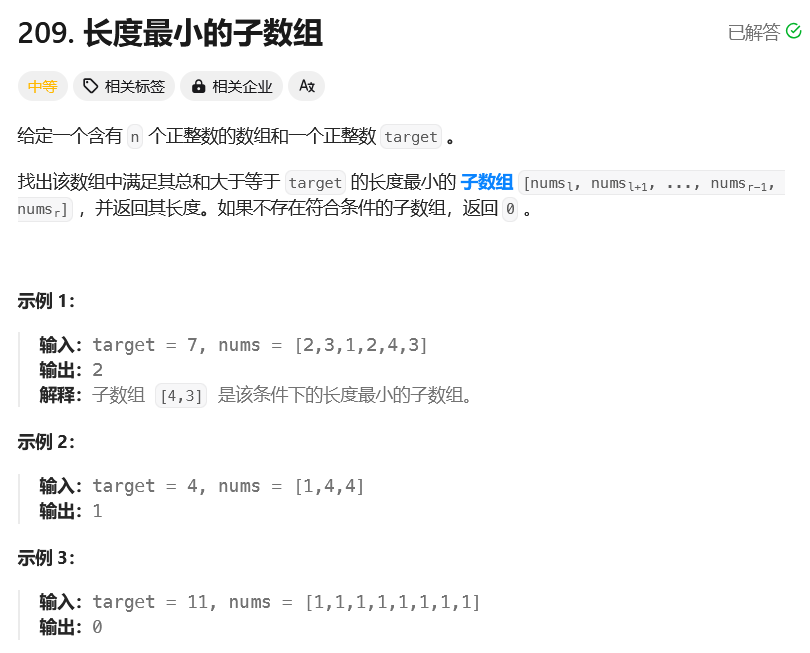 209. 长度最小的子数组
已解答
中等 相关标签 相关企业 Ax
给定一个含有 n 个正整数的数组和一个正整数 target 。
找出该数组中满足其总和大于等于 target 的长度最小的 子数组 [numsl, numsl+1, ..., numsr-1,
numsr] ，并返回其长度。如果不存在符合条件的子数组，返回 0 。
示例 1：
输入：target = 7, nums = [2,3,1,2,4,3]
输出：2
解释：子数组 [4,3] 是该条件下的长度最小的子数组。
示例 2：
输入：target = 4, nums = [1,4,4]
输出：1
示例 3：
输入：target = 11, nums = [1,1,1,1,1,1,1,1]
输出：0